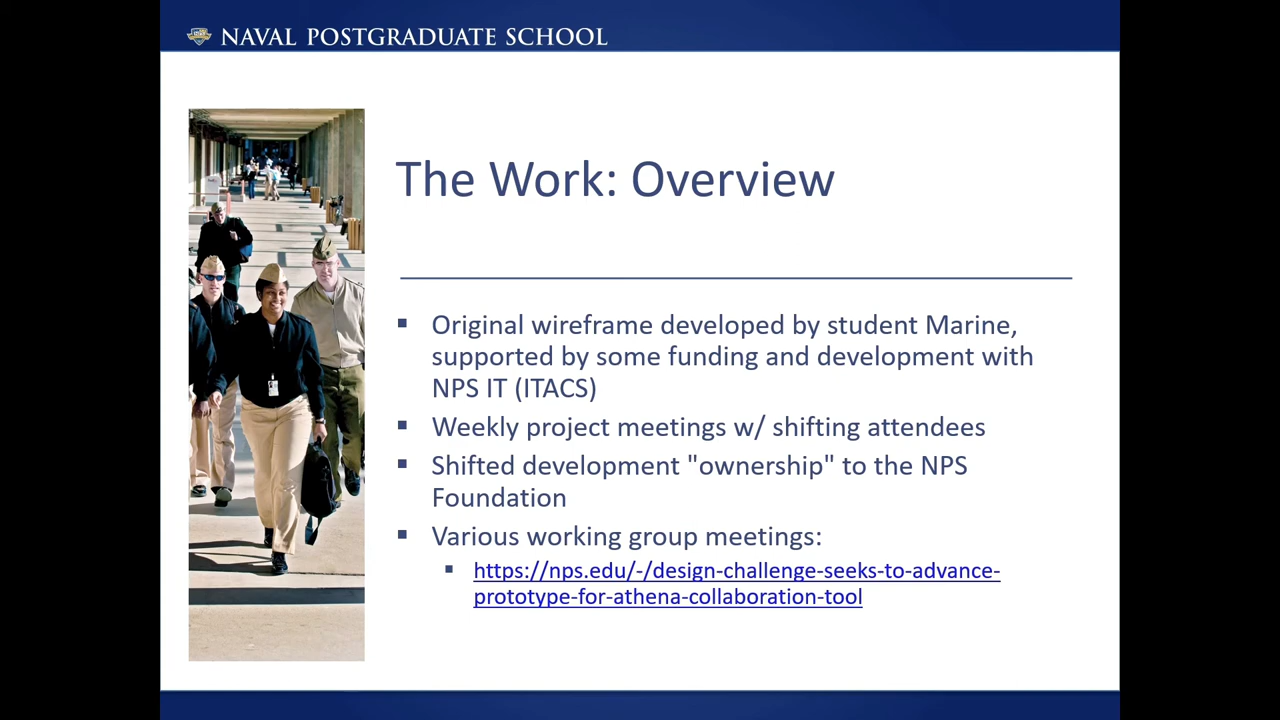 NAVAL POSTGRADUATE SCHOOL
The Work: Overview
▪ Original wireframe developed by student Marine,
supported by some funding and development with
NPS IT (ITACS)
▪ Weekly project meetings w/ shifting attendees
▪ Shifted development "ownership" to the NPS
Foundation
▪ Various working group meetings:
▪ https://nps.edu/-/design-challenge-seeks-to-advance-
prototype-for-athena-collaboration-tool